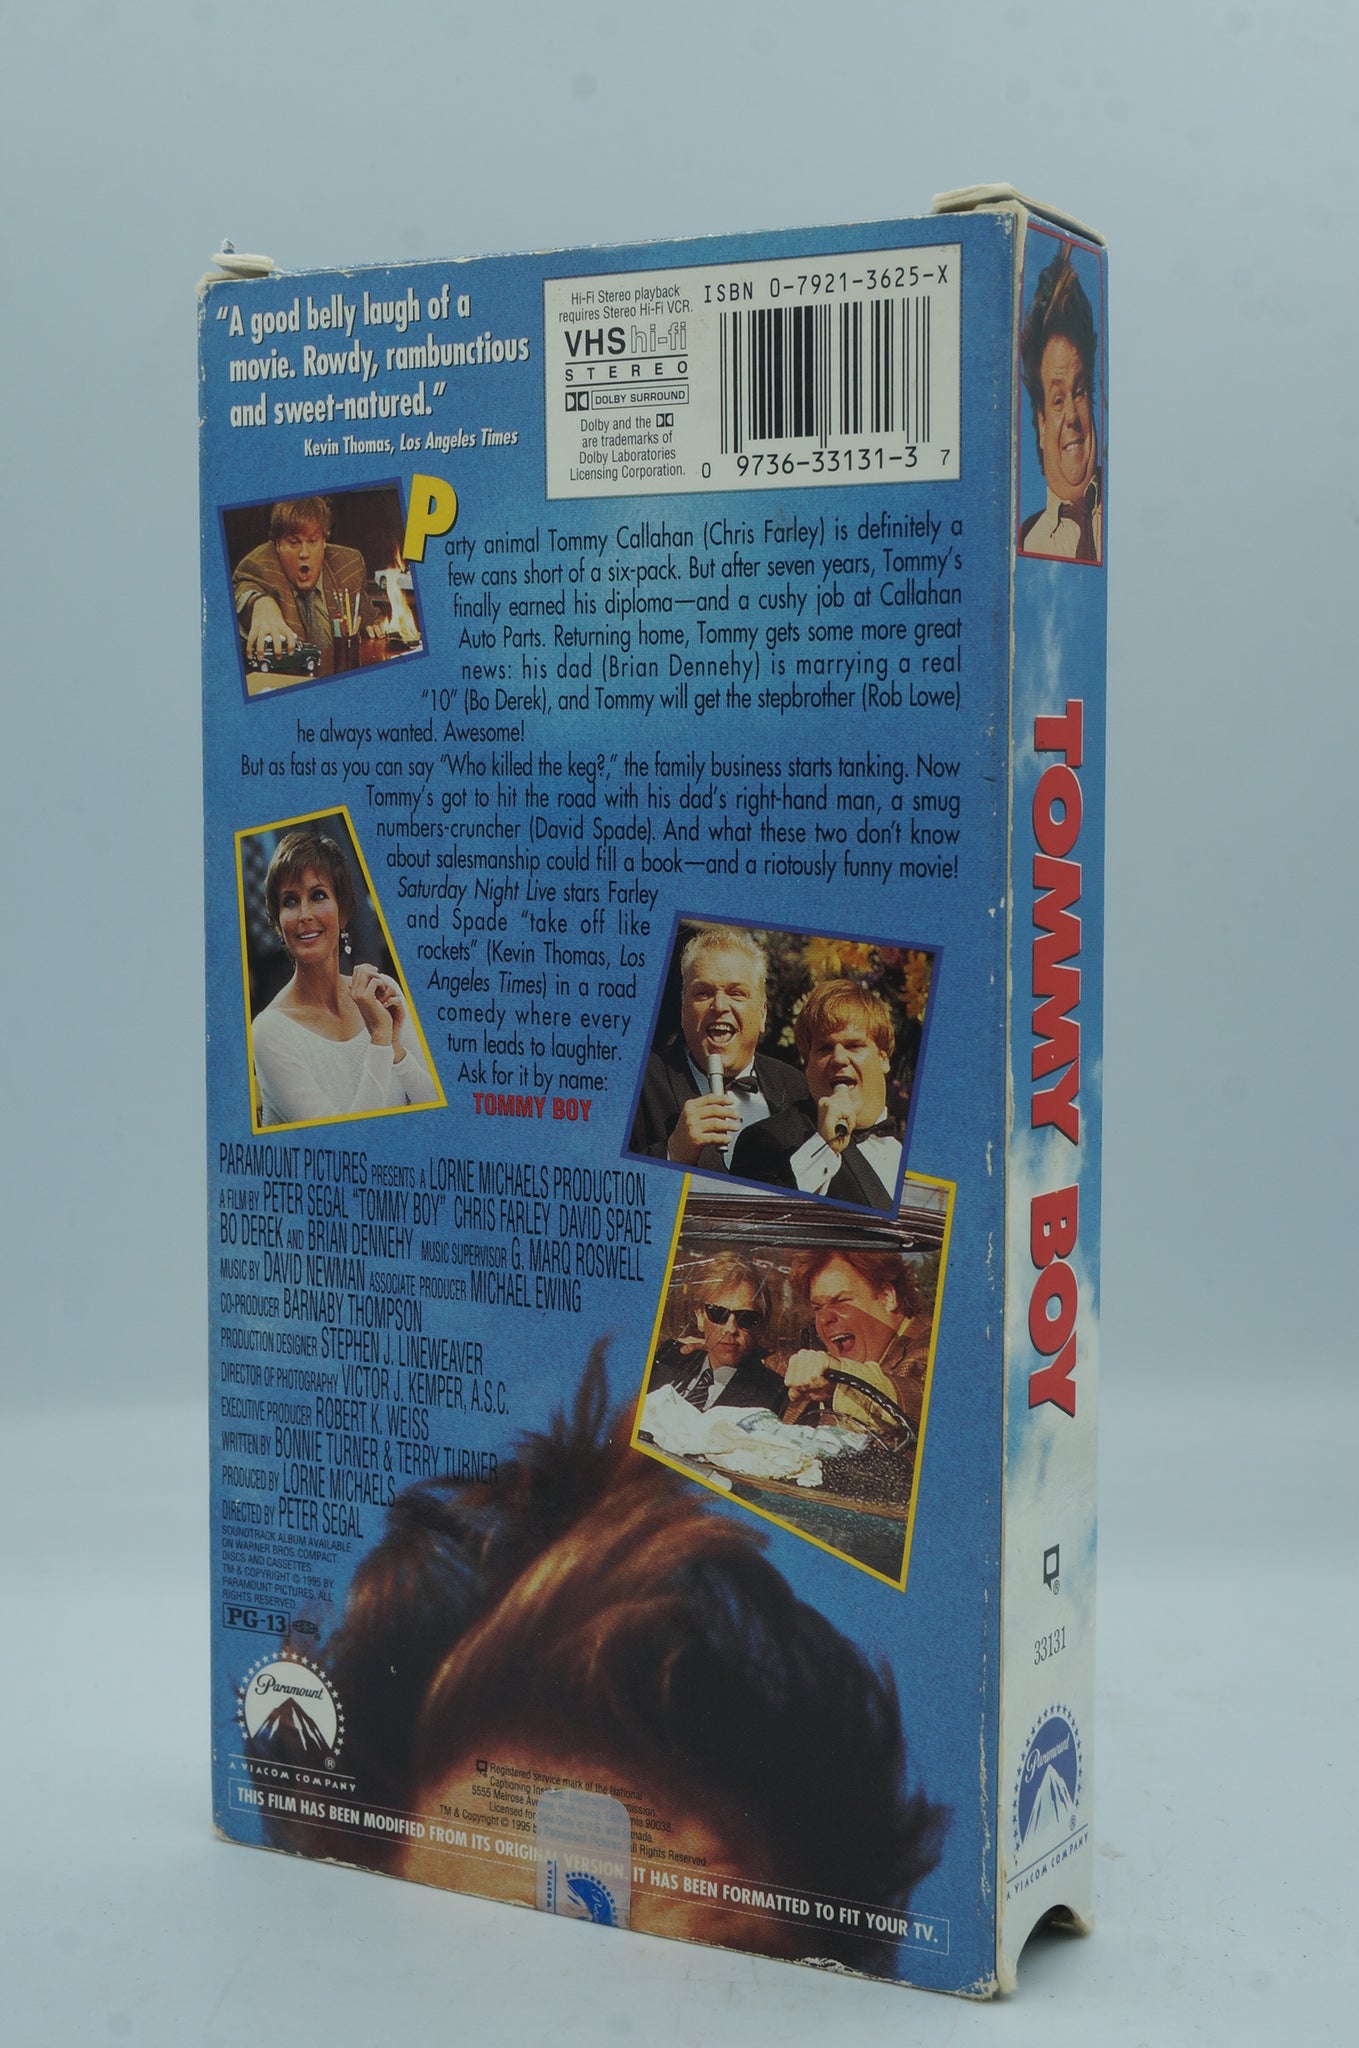 "A good belly laugh of a
movie. Rowdy, rambunctious
and sweet-natured."
Kevin Thomas, Los Angeles Times
Hi-Fi Stereo playback
requires Stereo Hi-Fi VCR.
VHS hi-fi
STEREO
DOLBY SURROUND
Dolby and the
are trademarks of
Dolby Laboratories
Licensing Corporation.
ISBN 0-7921-3625-X
0 9736-33131-3 7
Party animal Tommy Callahan (Chris Farley) is definitely a
few cans short of a six-pack. But after seven years, Tommy's
finally earned his diploma—and a cushy job at Callahan
Auto Parts. Returning home, Tommy gets some more great
news: his dad (Brian Dennehy) is marrying a real
"10" (Bo Derek), and Tommy will get the stepbrother (Rob Lowe)
he always wanted. Awesome!
But as fast as you can say "Who killed the keg?," the family business starts tanking. Now
Tommy's got to hit the road with his dad's right-hand man, a smug
numbers-cruncher (David Spade). And what these two don't know
about salesmanship could fill a book—and a riotously funny movie!
Saturday Night Live stars Farley
and Spade "take off like
rockets" (Kevin Thomas, Los
Angeles Times) in a road
comedy where every
turn leads to laughter.
Ask for it by name:
TOMMY BOY
PARAMOUNT PICTURES PRESENTS A LORNE MICHAELS PRODUCTION
A FILM BY PETER SEGAL "TOMMY BOY" CHRIS FARLEY DAVID SPADE
BO DEREK AND BRIAN DENNEHY MUSIC SUPERVISOR G. MARQ ROSWELL
MUSIC BY DAVID NEWMAN ASSOCIATE PRODUCER MICHAEL EWING
CO-PRODUCER BARNABY THOMPSON
PRODUCTION DESIGNER STEPHEN J. LINEWEAVER
DIRECTOR OF PHOTOGRAPHY VICTOR J. KEMPER, A.S.C.
EXECUTIVE PRODUCER ROBERT K. WEISS
WRITTEN BY BONNIE TURNER & TERRY TURNER
PRODUCED BY LORNE MICHAELS
DIRECTED BY PETER SEGAL
SOUNDTRACK ALBUM AVAILABLE
ON WARNER BROS. COMPACT
DISCS AND CASSETTES
TM & COPYRIGHT © 1995 BY
PARAMOUNT PICTURES. ALL
RIGHTS RESERVED.
PG-13
Paramount
®
A VIACOM COMPANY
Registered service mark of the National
Captioning
5555 Melrose Hollywood 90038.
Licensed for Only in U.S. and Canada.
TM & Copyright © 1995 Paramount Pictures All Rights Reserved
THIS FILM HAS BEEN MODIFIED FROM ITS ORIGINAL VERSION. IT HAS BEEN FORMATTED TO FIT YOUR TV.
A VIACOM
TOMMY BOY
®
33131
Paramount
®
A VIACOM COMPANY